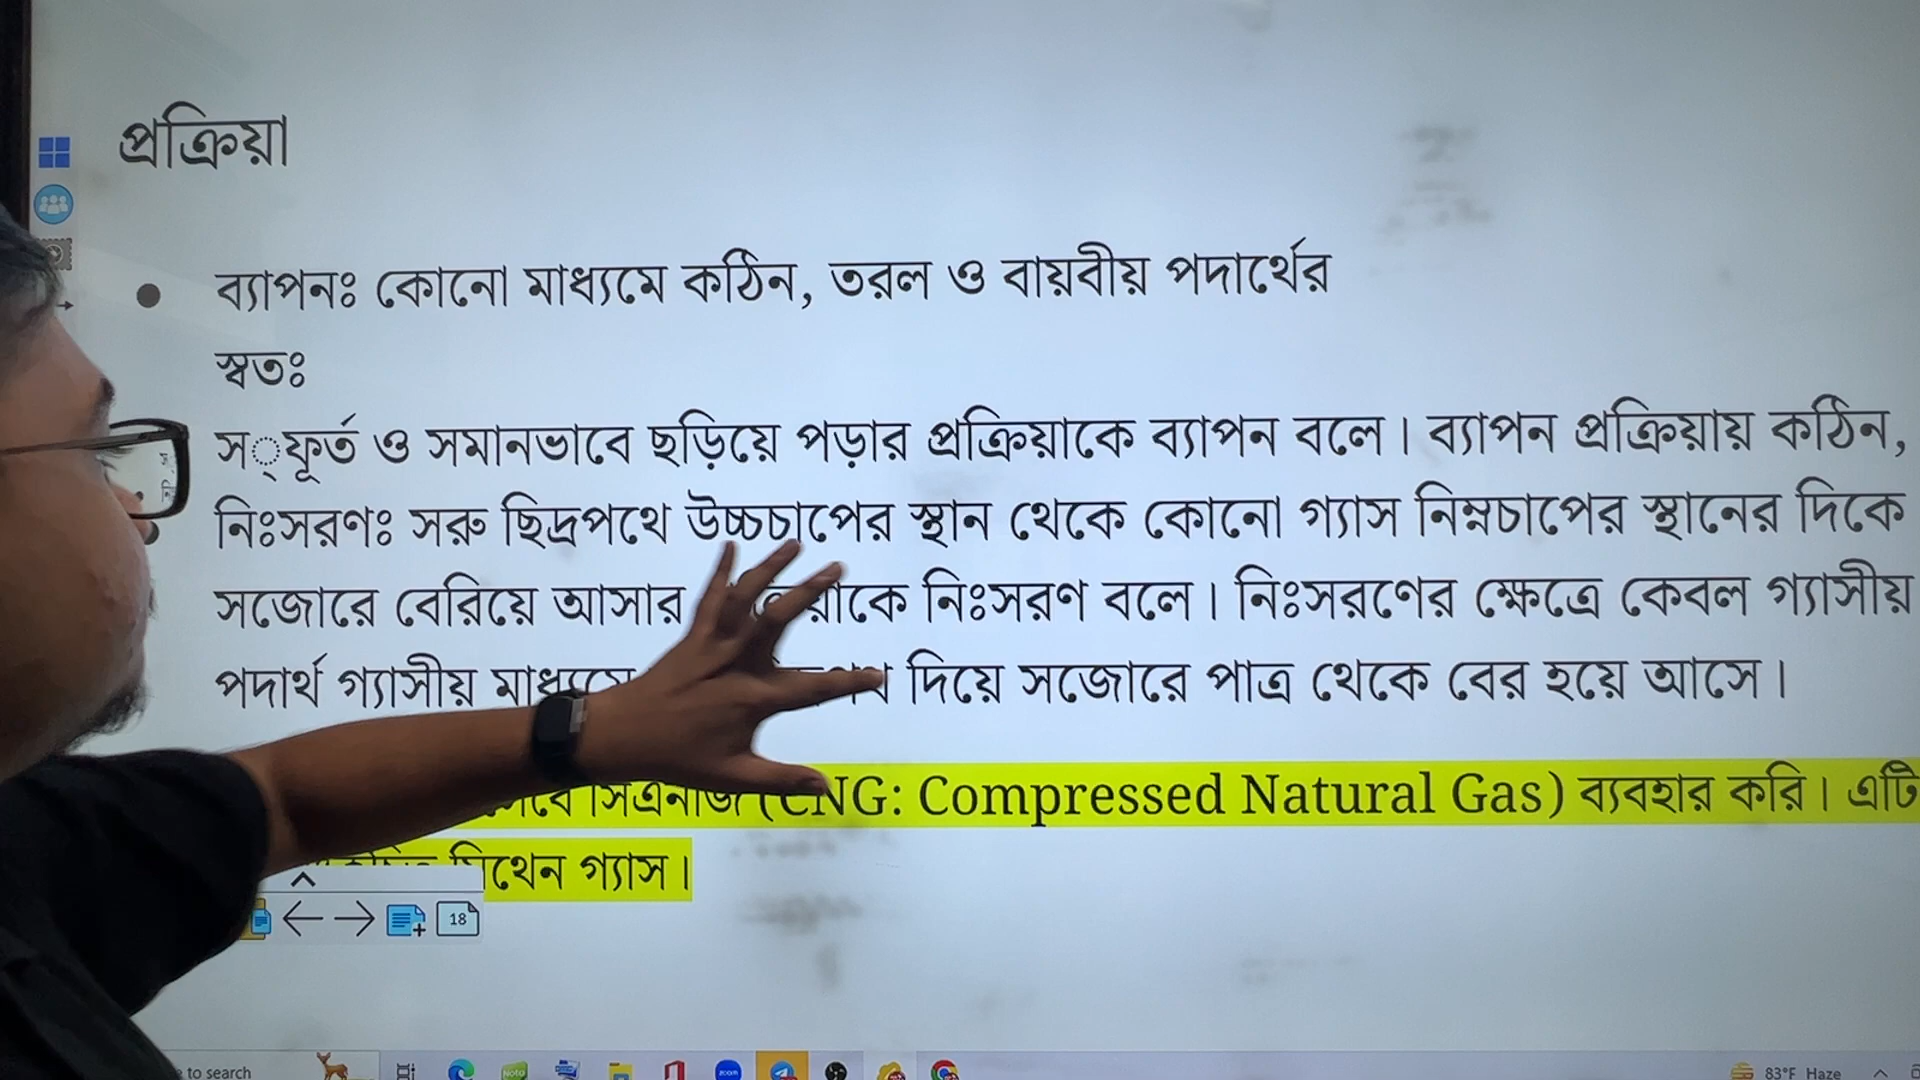 প্রক্রিয়া
ব্যাপনঃ কোনো মাধ্যমে কঠিন, তরল ও বায়বীয় পদার্থের
স্বতঃ
স্ফূর্ত ও সমানভাবে ছড়িয়ে পড়ার প্রক্রিয়াকে ব্যাপন বলে। ব্যাপন প্রক্রিয়ায় কঠিন,
নিঃসরণঃ সরু ছিদ্রপথে উচ্চচাপের স্থান থেকে কোনো গ্যাস নিম্নচাপের স্থানের দিকে
সজোরে বেরিয়ে আসার নিঃসরণ বলে। নিঃসরণের ক্ষেত্রে কেবল গ্যাসীয়
পদার্থ গ্যাসীয় মাধ্যমে দিয়ে সজোরে পাত্র থেকে বের হয়ে আসে।
সিএনজি (CNG: Compressed Natural Gas) ব্যবহার করি। এটি
মিথেন গ্যাস।
18
to search
zoom
83°F Haze